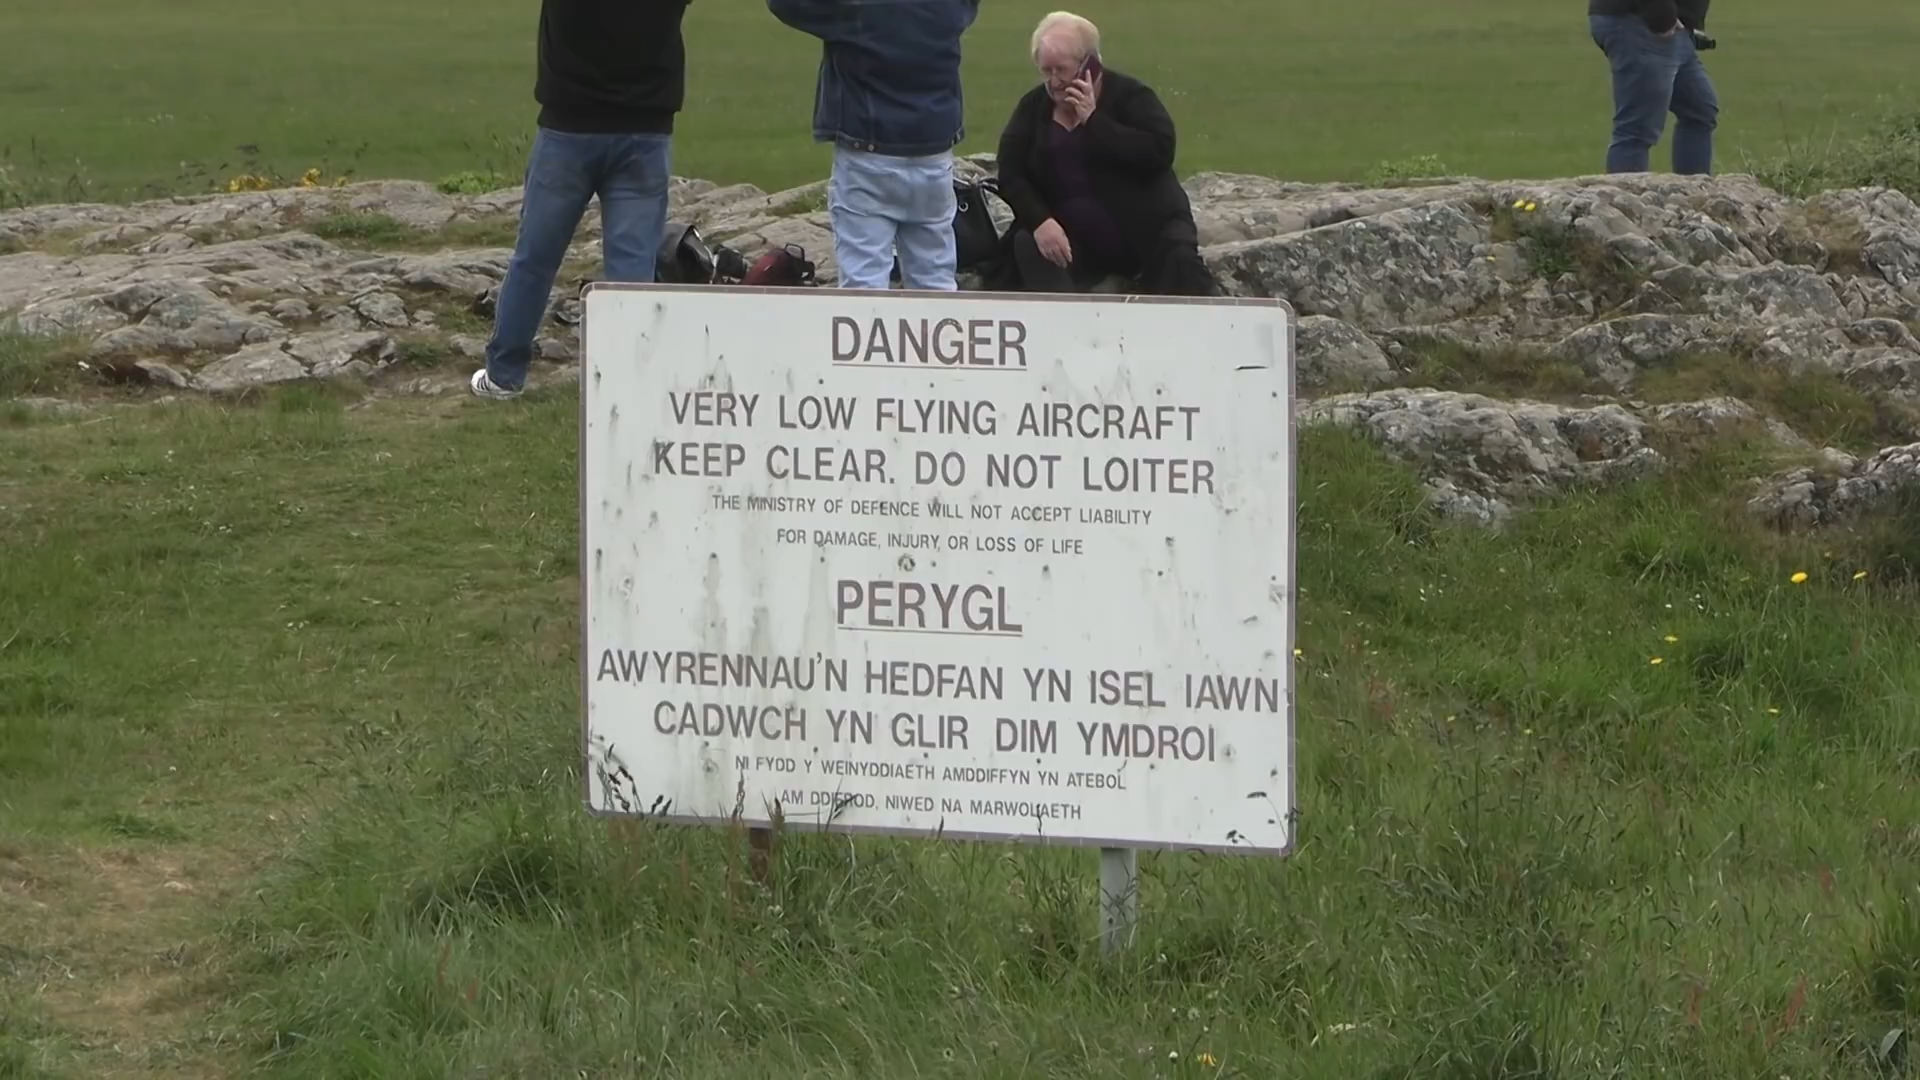 DANGER
VERY LOW FLYING AIRCRAFT
KEEP CLEAR. DO NOT LOITER
THE MINISTRY OF DEFENCE WILL NOT ACCEPT LIABILITY
FOR DAMAGE, INJURY, OR LOSS OF LIFE
PERYGL
AWYRENNAU'N HEDFAN YN ISEL IAWN
CADWCH YN GLIR DIM YMDROI
NI FYDD Y WEINYDDIAETH AMDDIFFYN YN ATEBOL
AM DDIFROD, NIWED NA MARWOLAETH